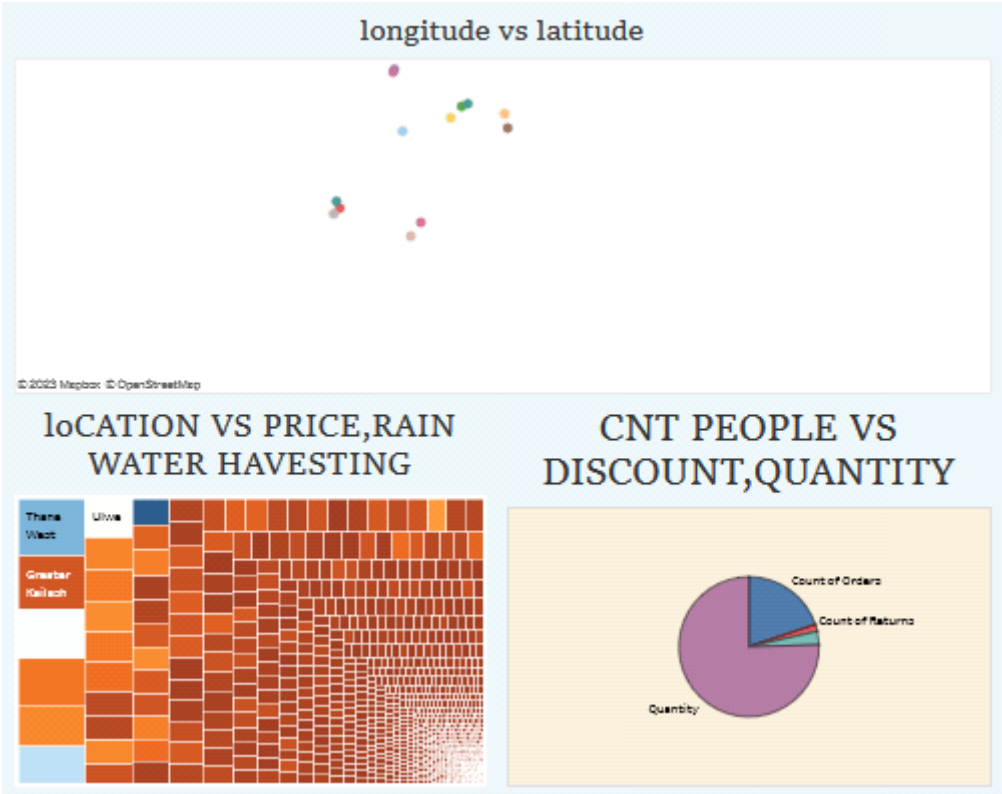 longitude vs latitude
© 2023 Mapbox © OpenStreetMap
loCATION VS PRICE,RAIN
WATER HAVESTING
CNT PEOPLE VS
DISCOUNT,QUANTITY
Thane
West
Ulwe
Greater
Kailash
Count of Orders
Count of Returns
Quantity